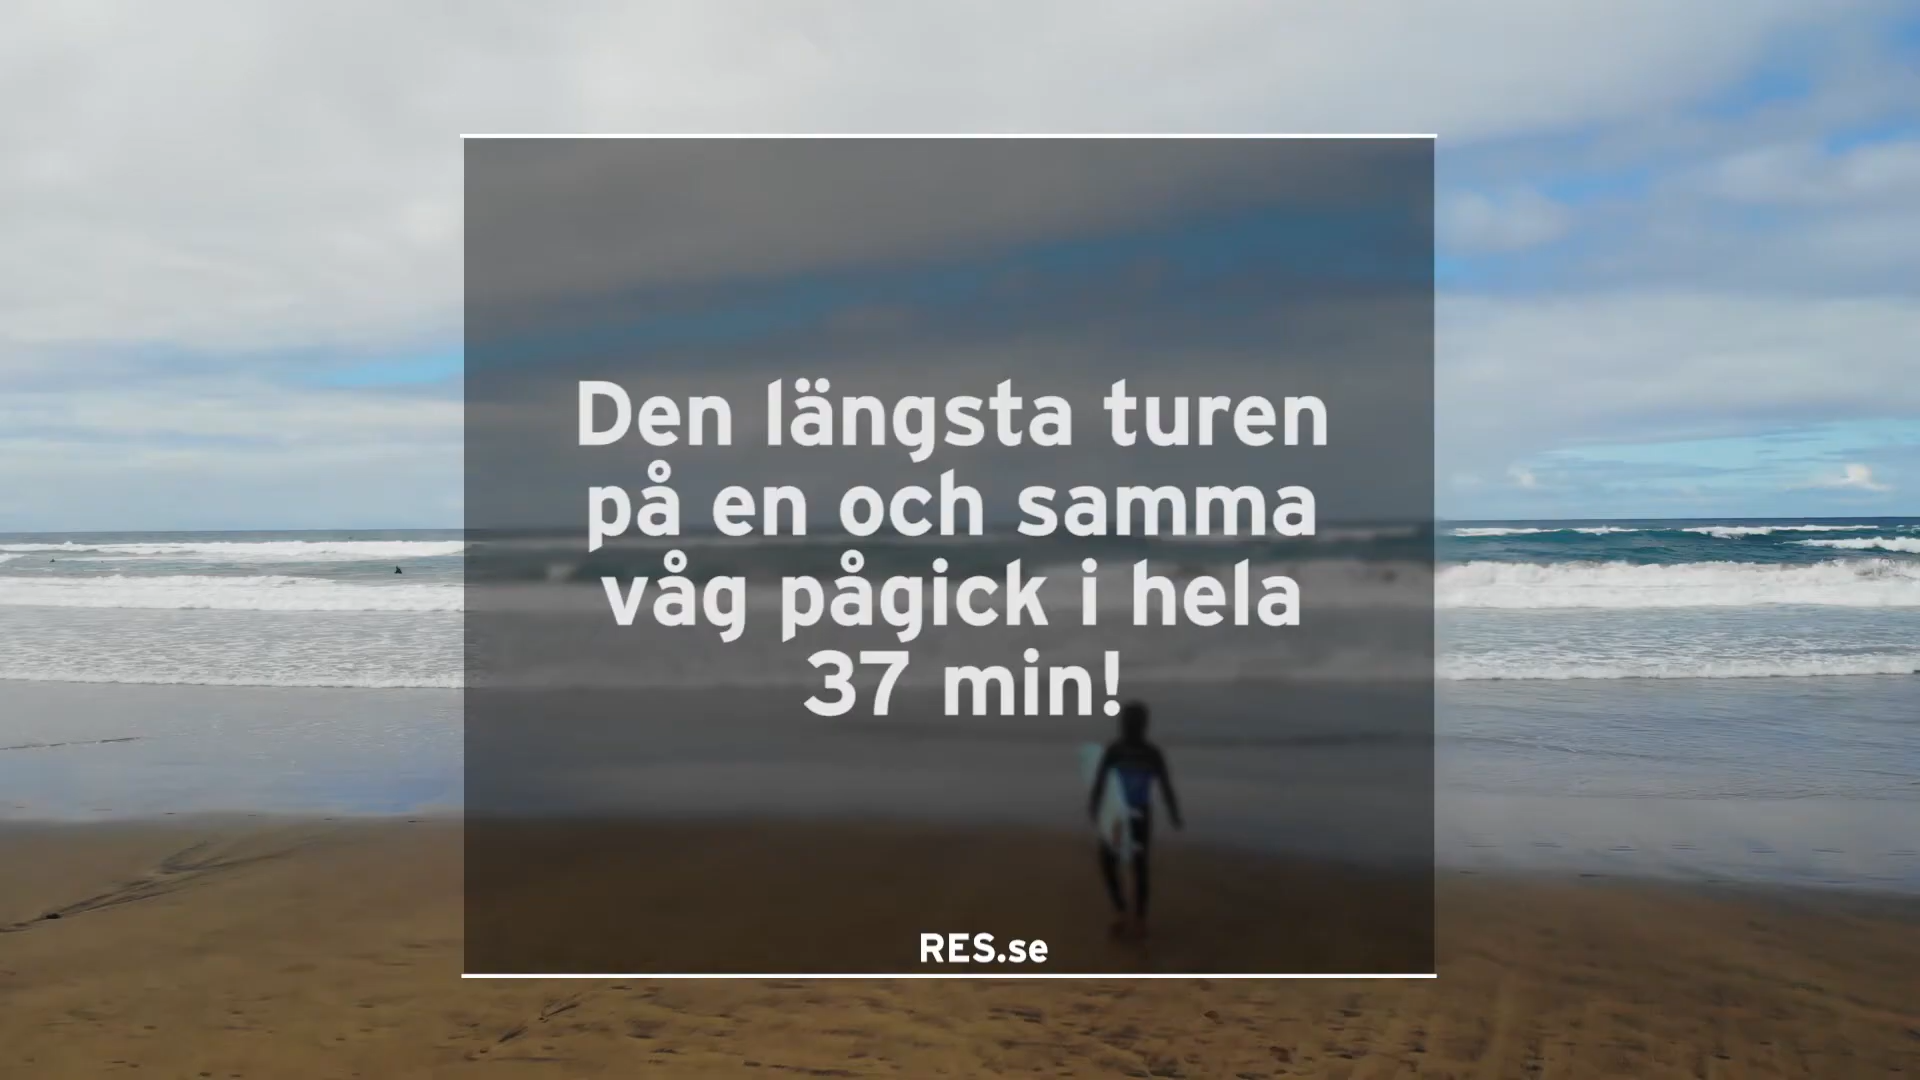 Den längsta turen
på en och samma
våg pågick i hela
37 min!
RES.se